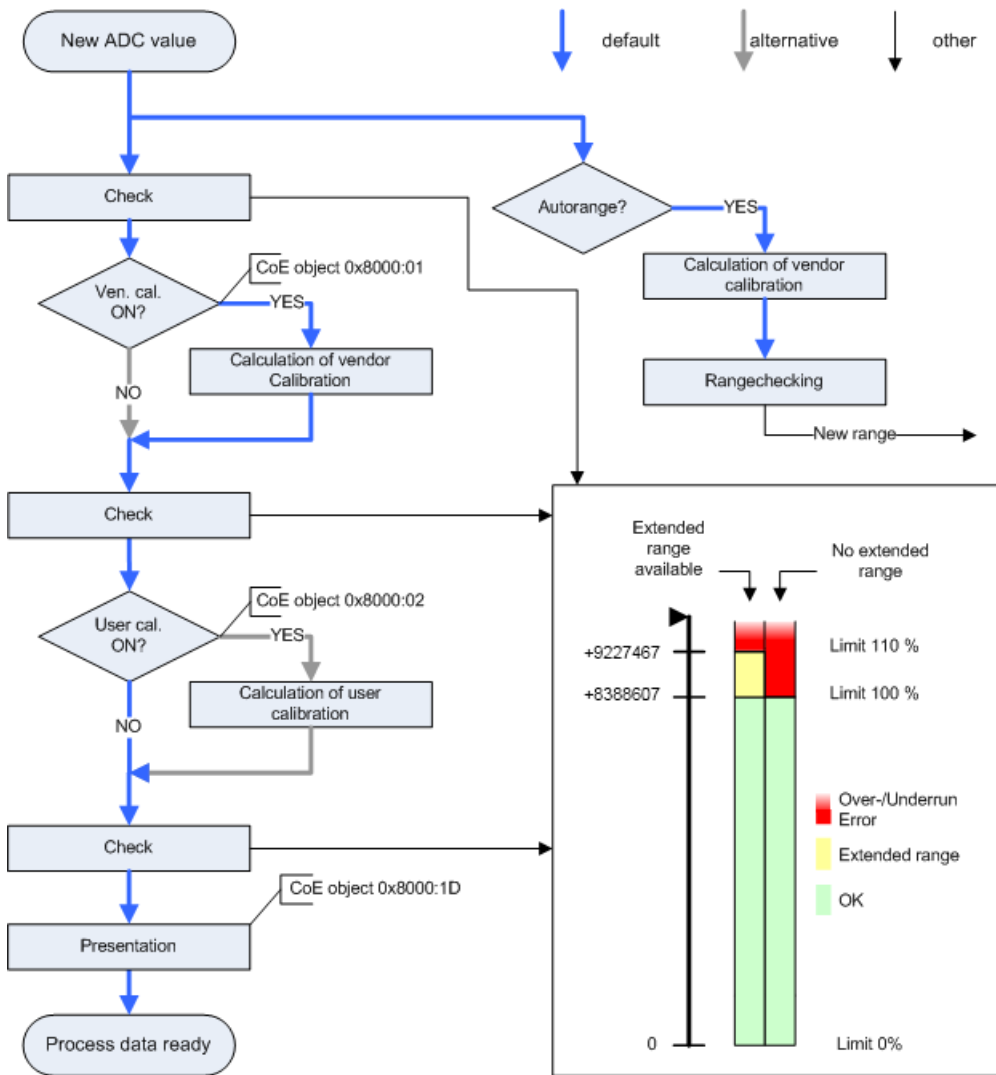 New ADC value
default
alternative
other
Check
Autorange?
YES
CoE object 0x8000:01
Calculation of vendor
calibration
Ven. cal.
ON?
YES
Calculation of vendor
Calibration
Rangechecking
NO
New range
Check
Extended
range
available
No extended
range
CoE object 0x8000:02
User cal.
ON?
YES
+9227467
Limit 110 %
Calculation of user
calibration
+8388607
Limit 100 %
NO
Over-/Underrun
Error
Check
Extended range
CoE object 0x8000:1D
OK
Presentation
Process data ready
0
Limit 0%